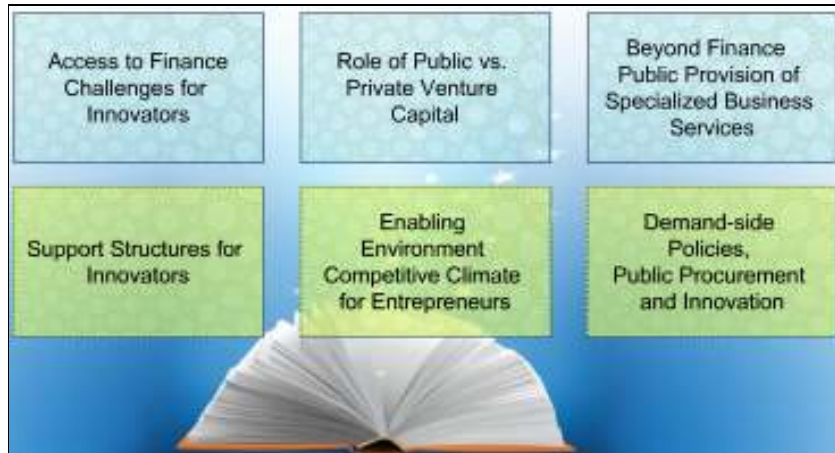 Access to Finance
Challenges for
Innovators
Role of Public vs.
Private Venture
Capital
Beyond Finance
Public Provision of
Specialized Business
Services
Support Structures for
Innovators
Enabling
Environment
Competitive Climate
for Entrepreneurs
Demand-side
Policies,
Public Procurement
and Innovation